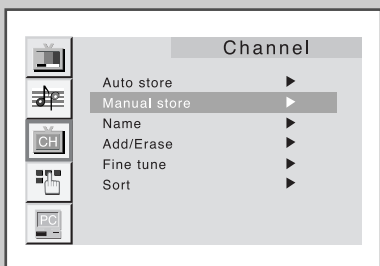 Channel
Auto store ▶
Manual store ▶
Name ▶
Add/Erase ▶
CH
Fine tune ▶
Sort ▶
PC